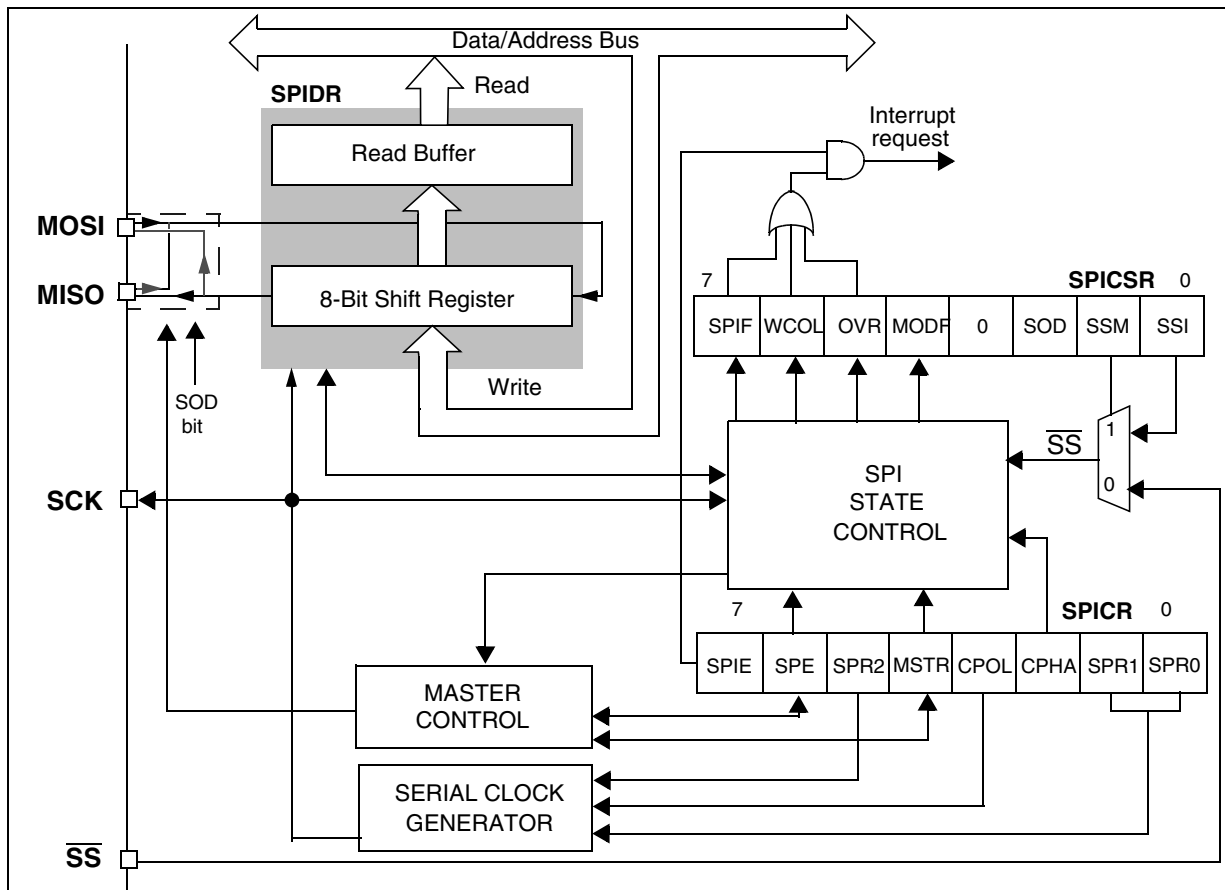 Data/Address Bus
Read
SPIDR
Read Buffer
Interrupt
request
MOSI
MISO
8-Bit Shift Register
7
SPICSR
0
SPIF
WCOL
OVR
MODF
0
SOD
SSM
SSI
Write
SOD
bit
1
SS
0
SCK
SPI
STATE
CONTROL
7
SPICR
0
SPIE
SPE
SPR2
MSTR
CPOL
CPHA
SPR1
SPR0
MASTER
CONTROL
SERIAL CLOCK
GENERATOR
SS